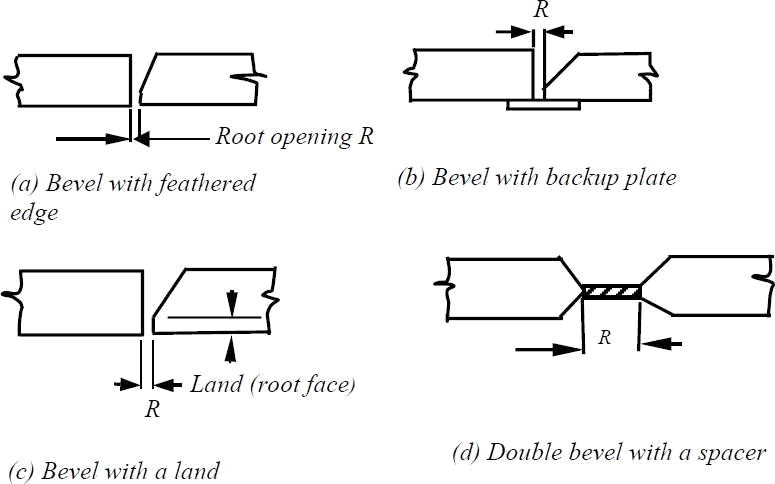 R
Root opening R
(a) Bevel with feathered
edge
(b) Bevel with backup plate
Land (root face)
R
R
(c) Bevel with a land
(d) Double bevel with a spacer